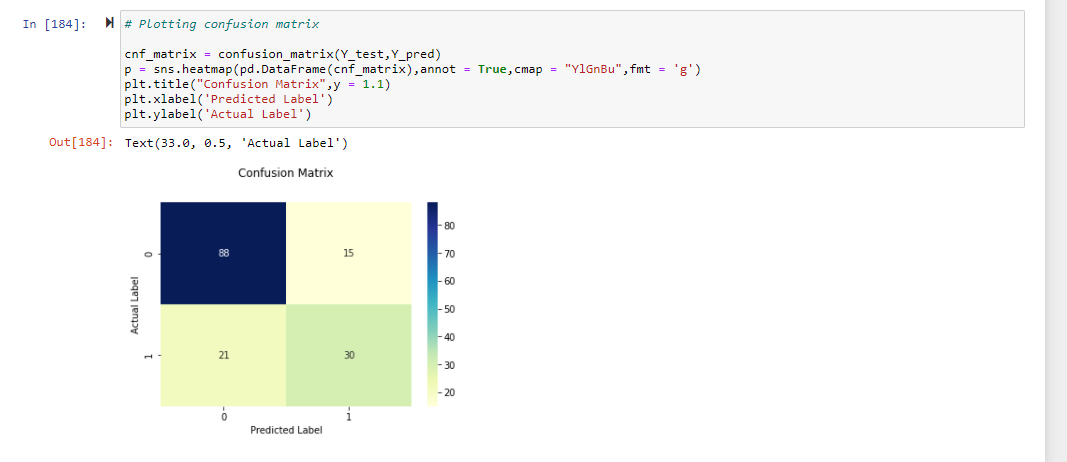 In [184]: # Plotting confusion matrix
cnf_matrix = confusion_matrix(Y_test,Y_pred)
p = sns.heatmap(pd.DataFrame(cnf_matrix),annot = True,cmap = "YlGnBu",fmt = 'g')
plt.title("Confusion Matrix",y = 1.1)
plt.xlabel('Predicted Label')
plt.ylabel('Actual Label')
Out[184]: Text(33.0, 0.5, 'Actual Label')
Confusion Matrix
Actual Label
0
1
88
15
21
30
0
1
Predicted Label
80
70
60
50
40
30
20